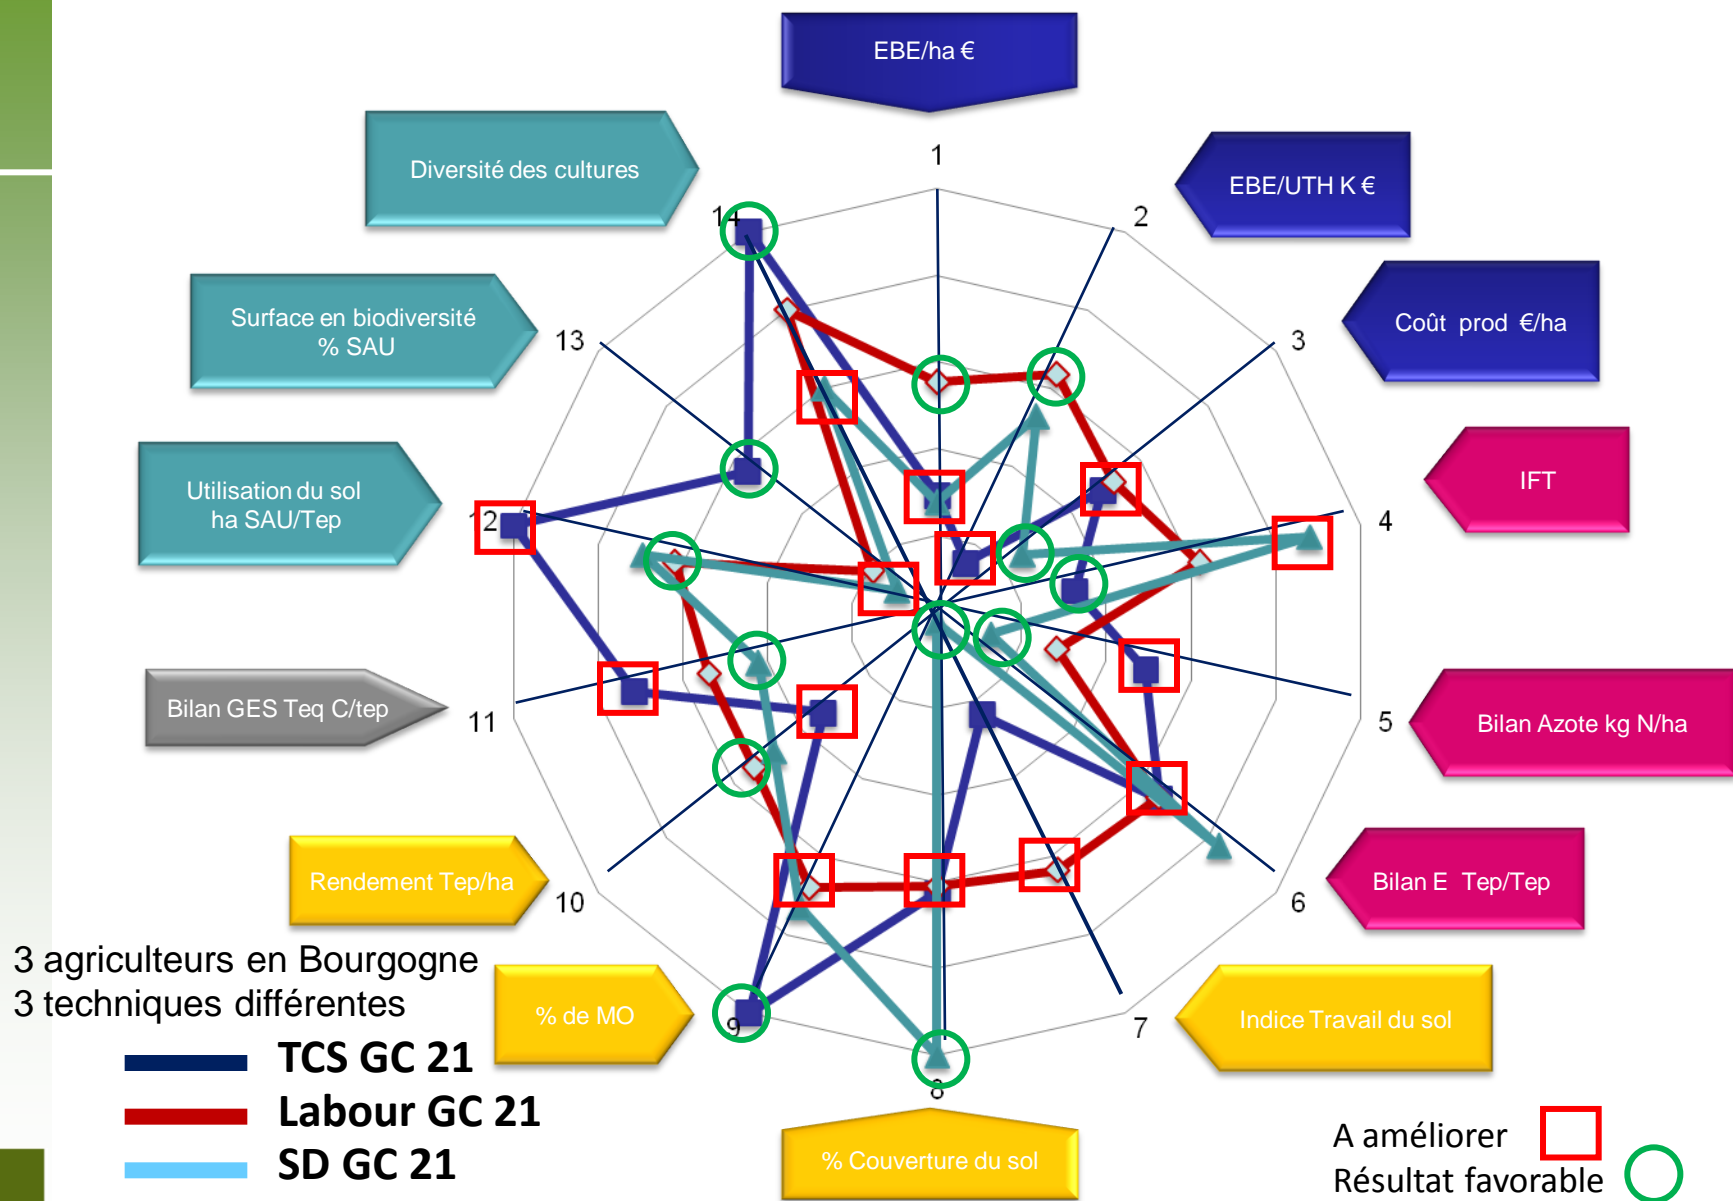 EBE/ha €
1
EBE/UTH K €
2
Coût prod €/ha
3
IFT
4
Bilan Azote kg N/ha
5
Bilan E Tep/Tep
6
Indice Travail du sol
7
% Couverture du sol
8
% de MO
9
Rendement Tep/ha
10
Bilan GES Teq C/tep
11
Utilisation du sol
ha SAU/Tep
12
Surface en biodiversité
% SAU
13
Diversité des cultures
14
3 agriculteurs en Bourgogne
3 techniques différentes
TCS GC 21
Labour GC 21
SD GC 21
A améliorer
Résultat favorable